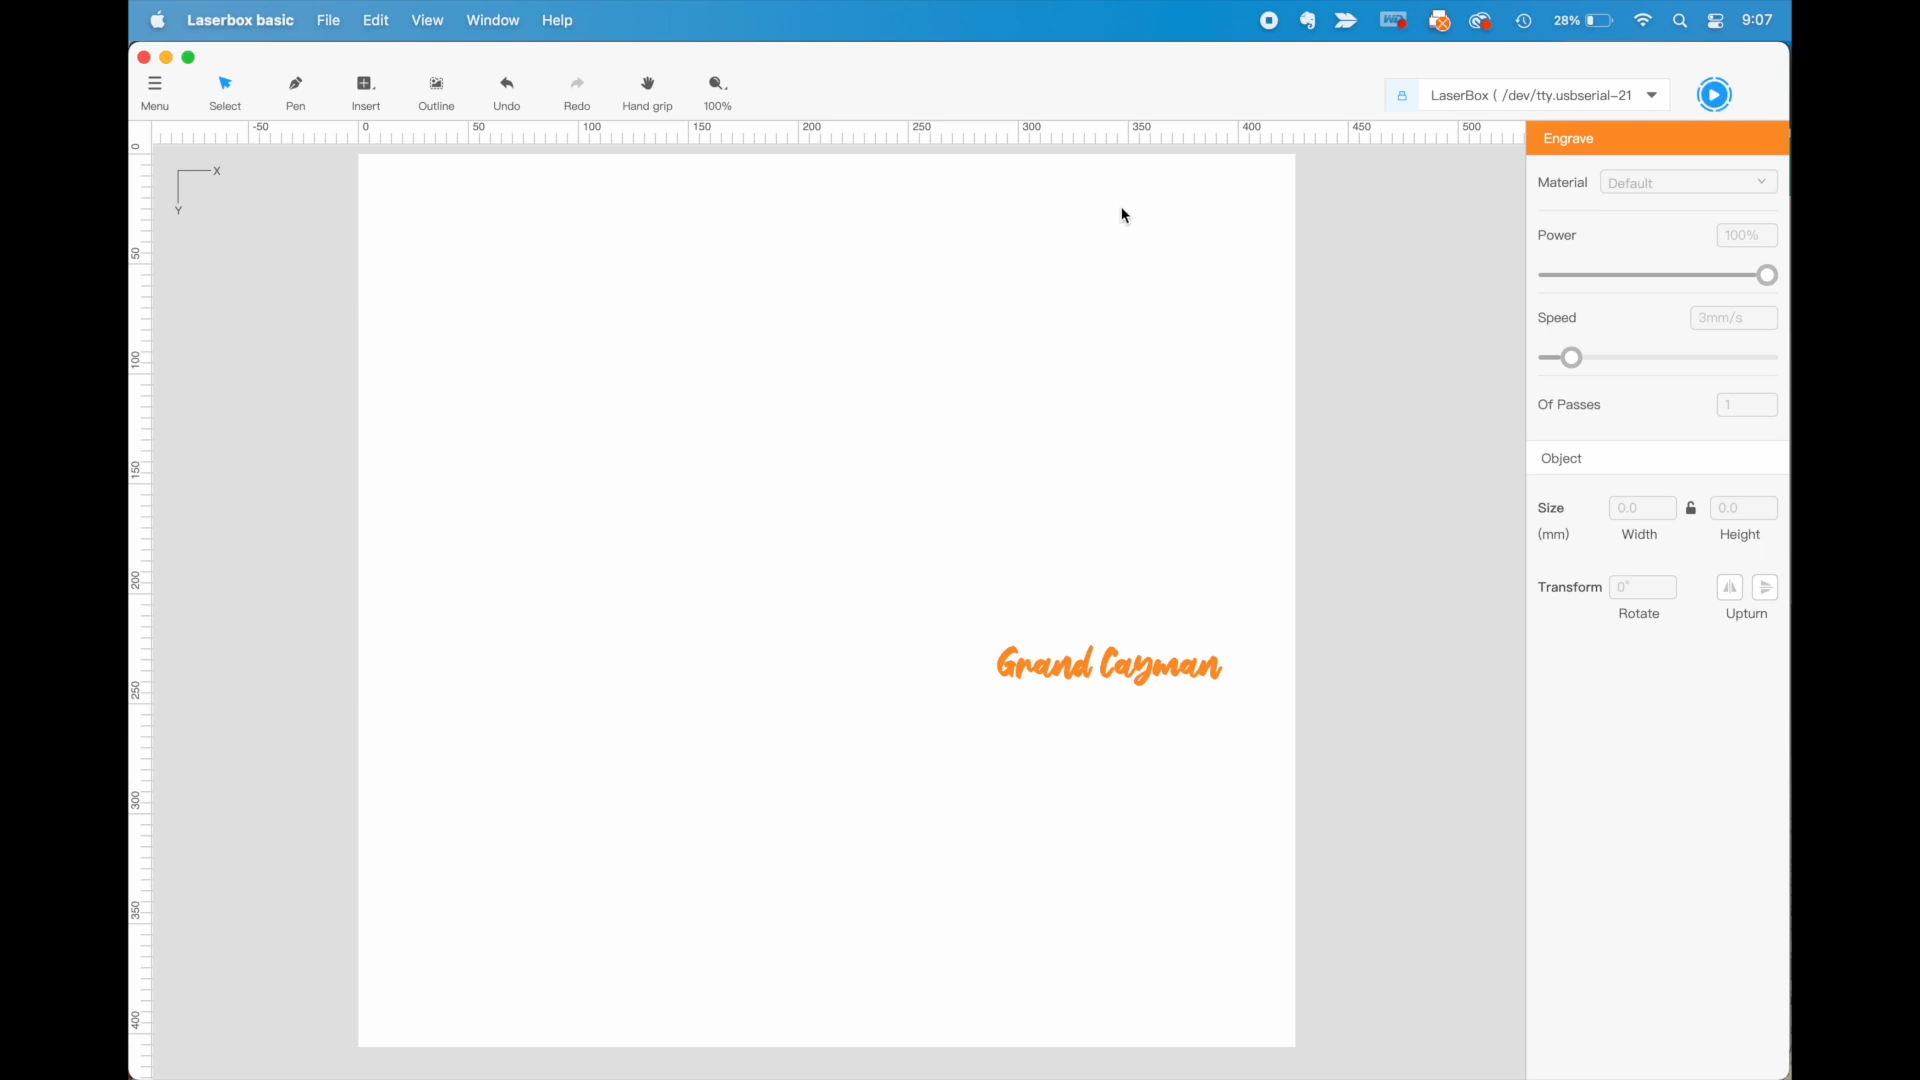 Laserbox basic File Edit View Window Help 28% 9:07
Menu Select Pen Insert Outline Undo Redo Hand grip 100%
LaserBox ( /dev/tty.usbserial-21
-50 0 50 100 150 200 250 300 350 400 450 500
0
50
100
150
200
250
300
350
400
X
Y
Grand Cayman
Engrave
Material Default
Power 100%
Speed 3mm/s
Of Passes 1
Object
Size 0.0 0.0
(mm) Width Height
Transform 0°
Rotate Upturn